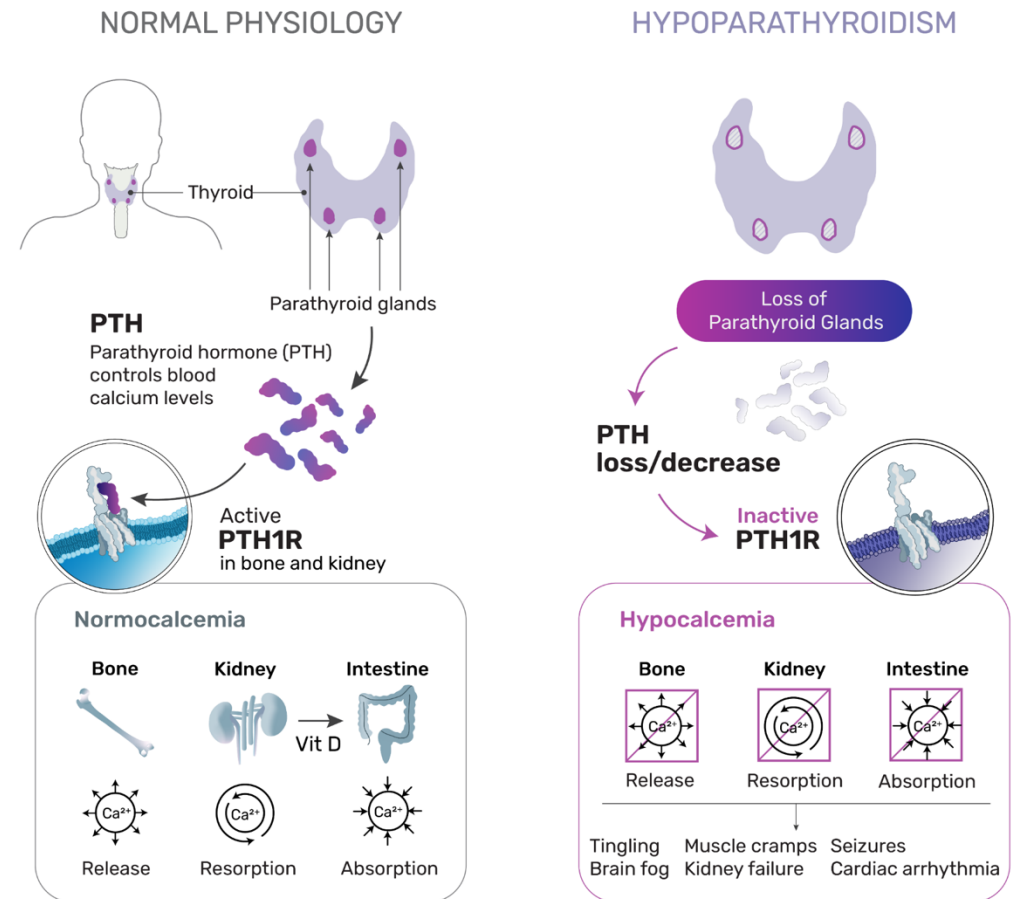 NORMAL PHYSIOLOGY
Thyroid
Parathyroid glands
PTH
Parathyroid hormone (PTH)
controls blood
calcium levels
Active
PTH1R
in bone and kidney
Normocalcemia
Bone
Kidney
Intestine
Vit D
Ca²⁺
Ca²⁺
Ca²⁺
Release
Resorption
Absorption
HYPOPARATHYROIDISM
Loss of
Parathyroid Glands
PTH
loss/decrease
Inactive
PTH1R
Hypocalcemia
Bone
Kidney
Intestine
Ca²⁺
Ca²⁺
Ca²⁺
Release
Resorption
Absorption
Tingling
Brain fog
Muscle cramps
Kidney failure
Seizures
Cardiac arrhythmia